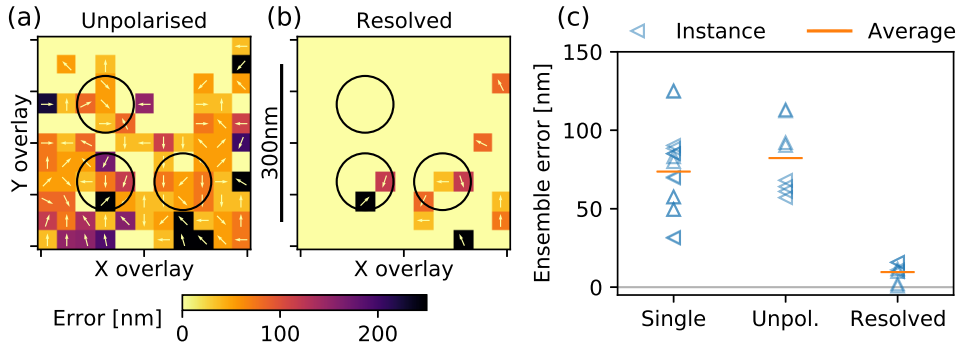 (a) Unpolarised
Y overlay
X overlay
(b) Resolved
300nm
X overlay
Error [nm]
0 100 200
(c)
Instance Average
Ensemble error [nm]
150
100
50
0
Single Unpol. Resolved